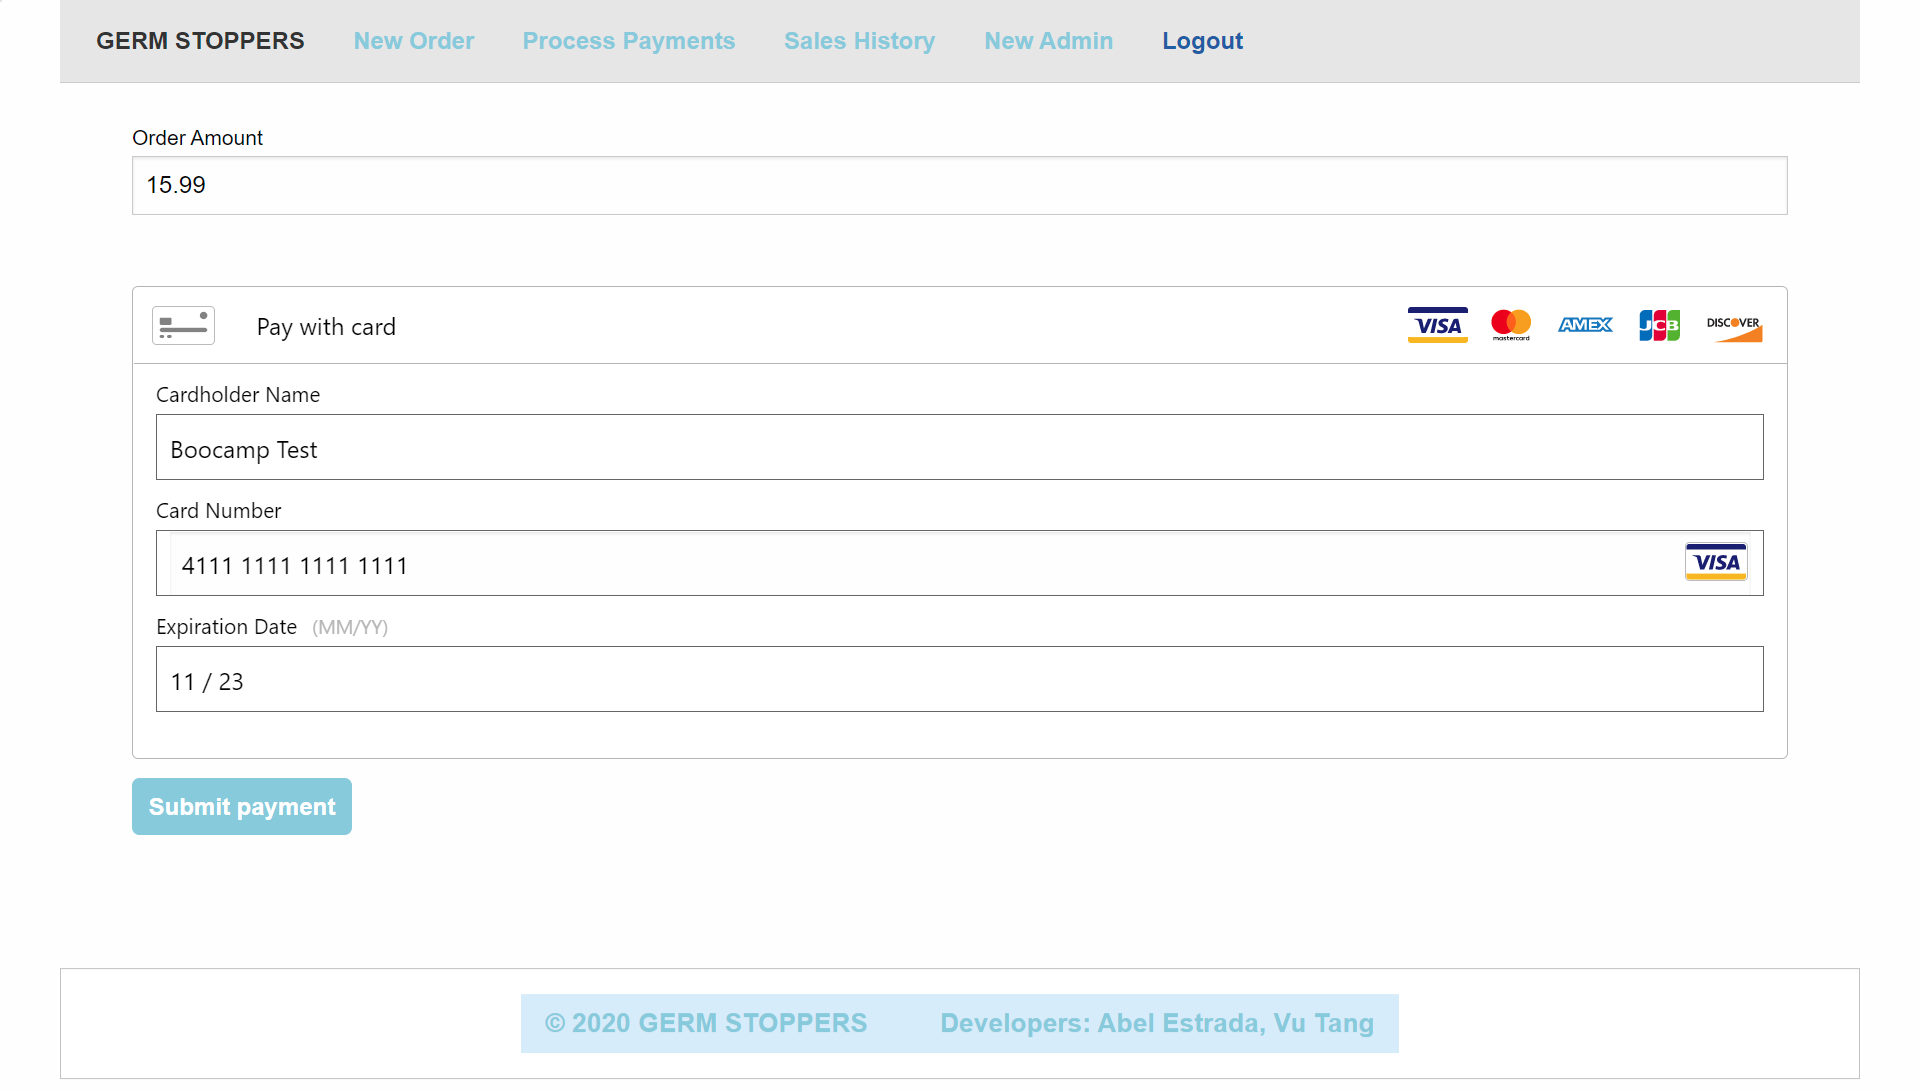 GERM STOPPERS New Order Process Payments Sales History New Admin Logout
Order Amount
15.99
Pay with card VISA mastercard AMEX JCB DISCOVER
Cardholder Name
Boocamp Test
Card Number
4111 1111 1111 1111 VISA
Expiration Date (MM/YY)
11 / 23
Submit payment
© 2020 GERM STOPPERS Developers: Abel Estrada, Vu Tang